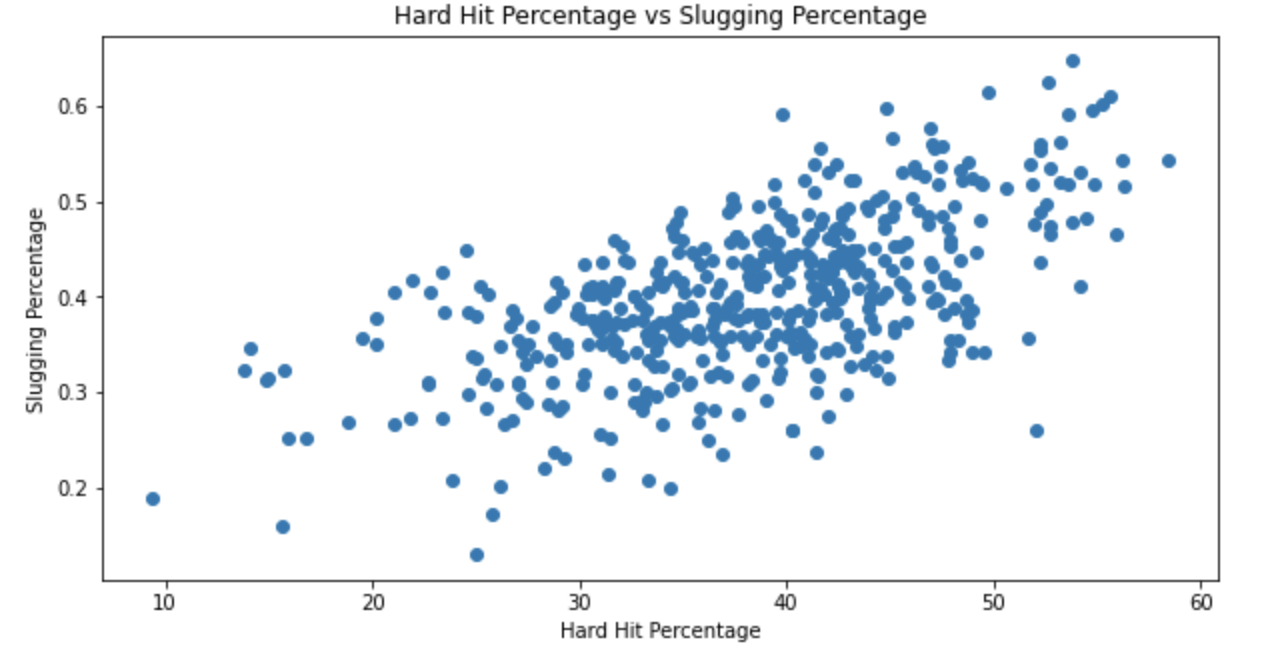 Hard Hit Percentage vs Slugging Percentage
Slugging Percentage
0.6
0.5
0.4
0.3
0.2
10 20 30 40 50 60
Hard Hit Percentage